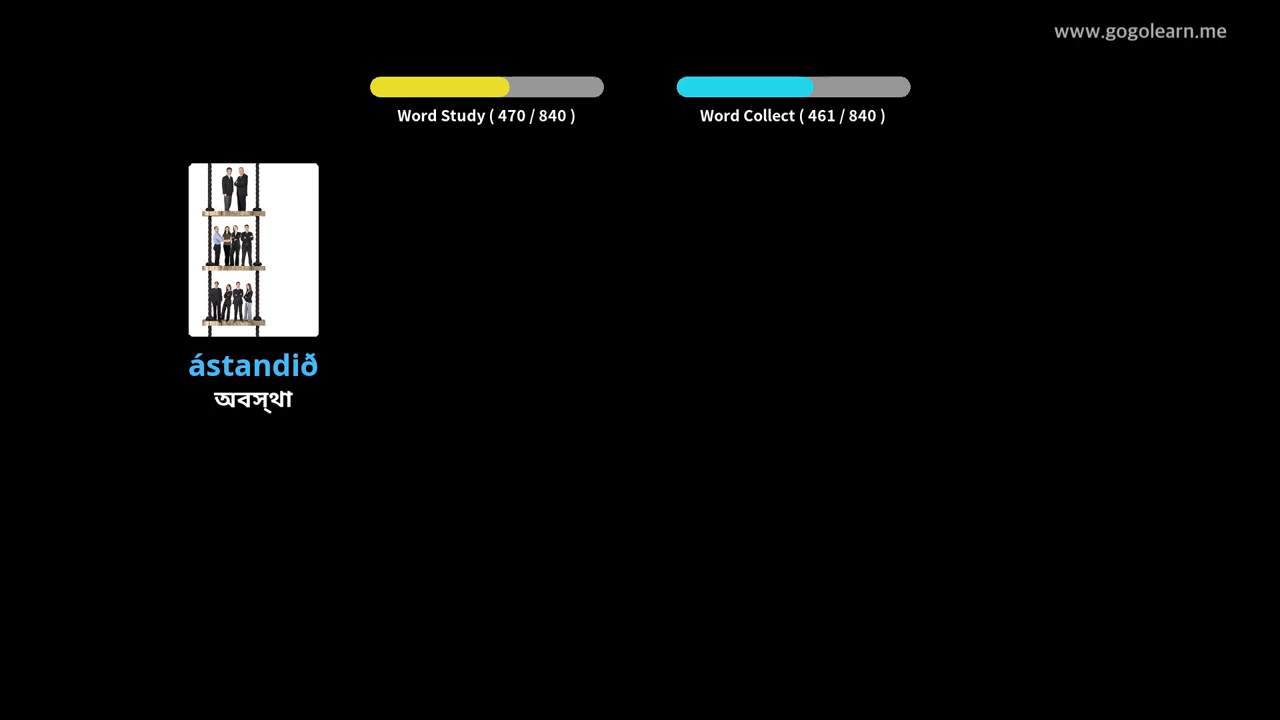 www.gogolearn.me
Word Study ( 470 / 840 )
Word Collect ( 461 / 840 )
ástandið
অবস্থা